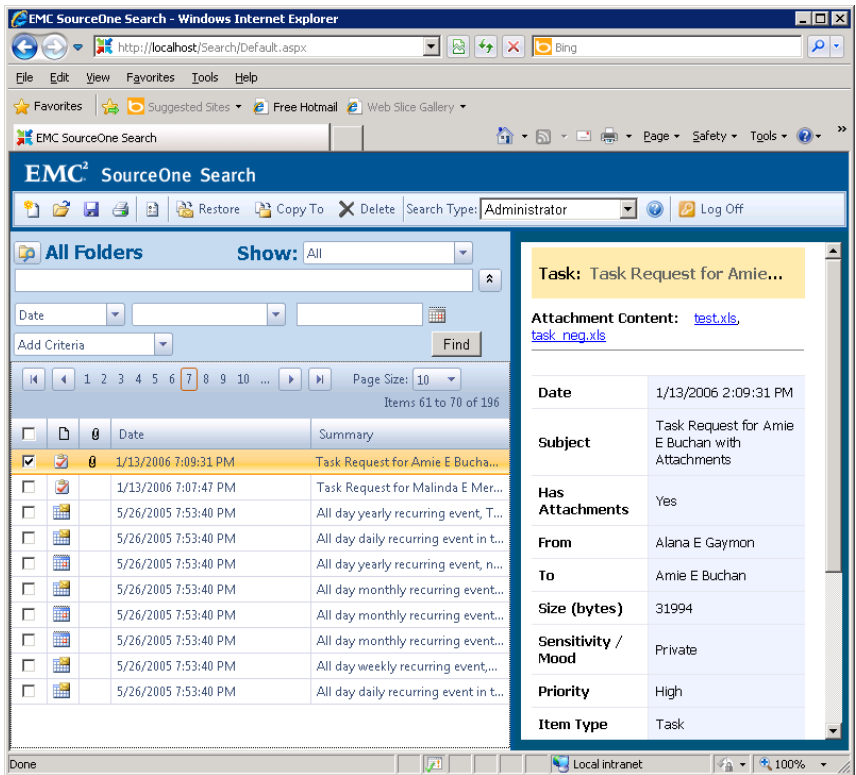 EMC SourceOne Search - Windows Internet Explorer
http://localhost/Search/Default.aspx
Bing
File Edit View Favorites Tools Help
Favorites Suggested Sites Free Hotmail Web Slice Gallery
EMC SourceOne Search Page Safety Tools »
EMC² SourceOne Search
Restore Copy To Delete Search Type: Administrator Log Off
All Folders Show: All
Date
Add Criteria Find
1 2 3 4 5 6 7 8 9 10 ... Page Size: 10
Items 61 to 70 of 196
Date Summary
1/13/2006 7:09:31 PM Task Request for Amie E Bucha...
1/13/2006 7:07:47 PM Task Request for Malinda E Mer...
5/26/2005 7:53:40 PM All day yearly recurring event, T...
5/26/2005 7:53:40 PM All day daily recurring event in t...
5/26/2005 7:53:40 PM All day yearly recurring event, n...
5/26/2005 7:53:40 PM All day monthly recurring event...
5/26/2005 7:53:40 PM All day monthly recurring event...
5/26/2005 7:53:40 PM All day monthly recurring event...
5/26/2005 7:53:40 PM All day weekly recurring event,...
5/26/2005 7:53:40 PM All day daily recurring event in t...
Task: Task Request for Amie...
Attachment Content: test.xls,
task_neg.xls
Date 1/13/2006 2:09:31 PM
Subject Task Request for Amie
E Buchan with
Attachments
Has
Attachments Yes
From Alana E Gaymon
To Amie E Buchan
Size (bytes) 31994
Sensitivity /
Mood Private
Priority High
Item Type Task
Done Local intranet 100%